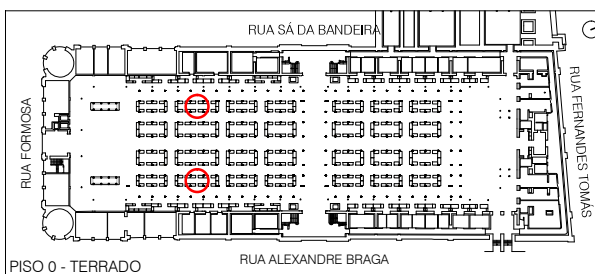 RUA SÁ DA BANDEIRA
RUA FORMOSA
RUA FERNANDES TOMÁS
RUA ALEXANDRE BRAGA
PISO 0 - TERRADO